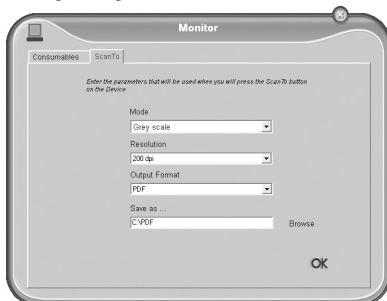 Monitor
Consumables
ScanTo
Enter the parameters that will be used when you will press the ScanTo button
on the Device
Mode
Grey scale
Resolution
200 dpi
Output Format
PDF
Save as ...
C:\PDF
Browse
OK